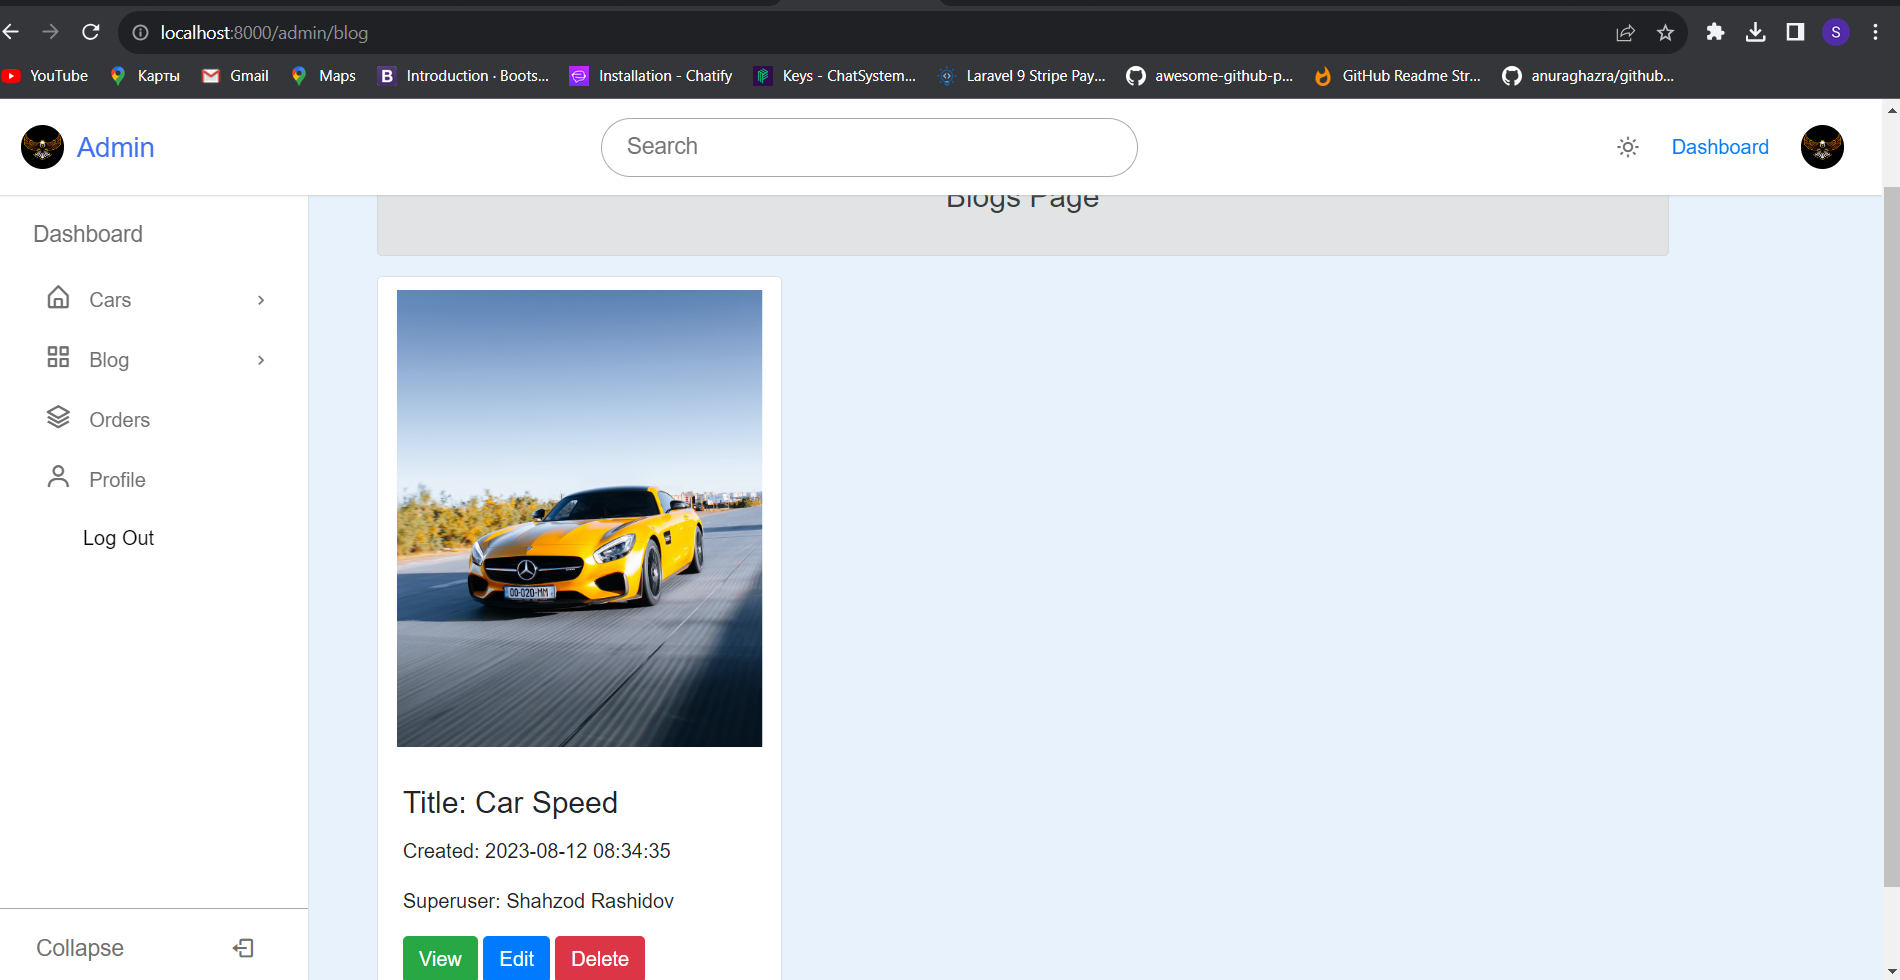 localhost:8000/admin/blog
S
YouTube Карты Gmail Maps B Introduction · Boots... Installation - Chatify Keys - ChatSystem... Laravel 9 Stripe Pay... awesome-github-p... GitHub Readme Str... anuraghazra/github...
Admin Search Dashboard
Blogs Page
Dashboard
Cars
Blog
Orders
Profile
Log Out
Collapse
00-020-MM
Title: Car Speed
Created: 2023-08-12 08:34:35
Superuser: Shahzod Rashidov
View Edit Delete